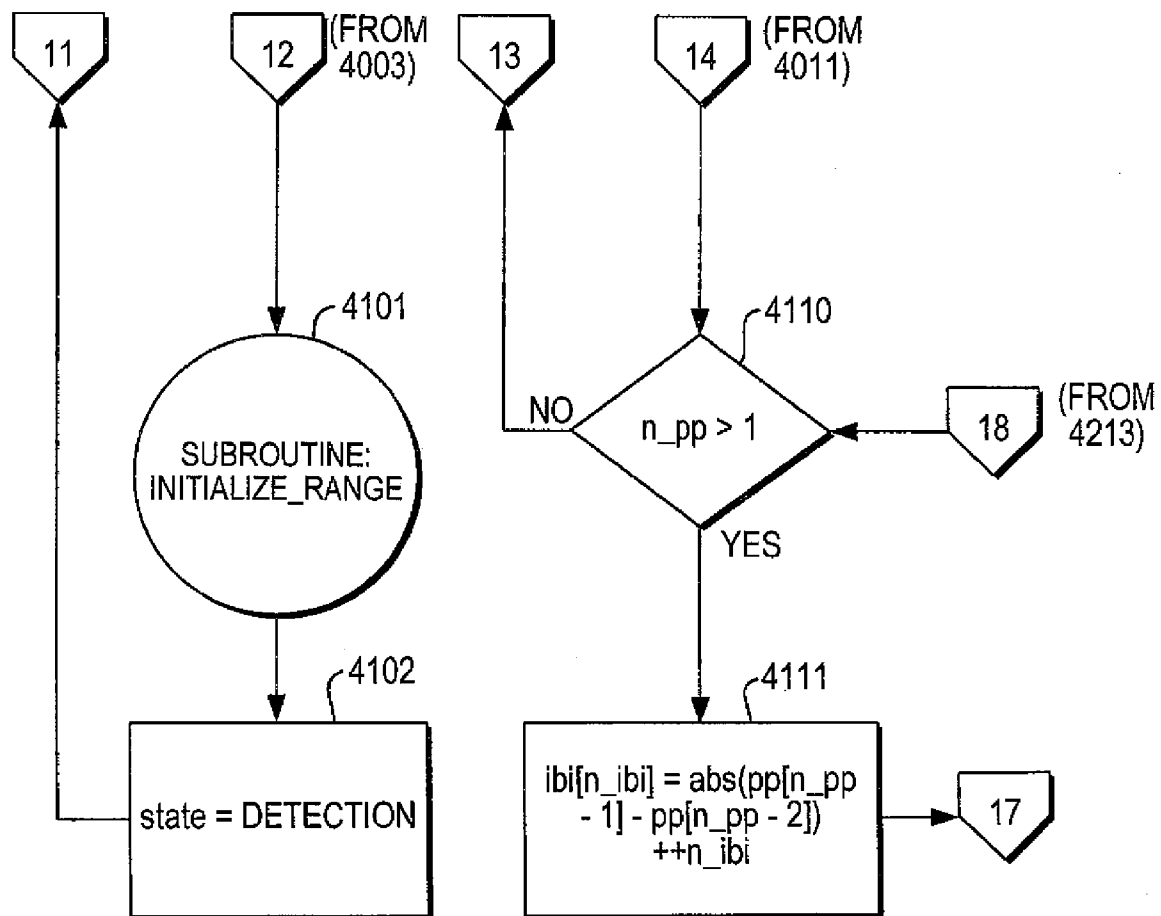 11
12
(FROM
4003)
13
14
(FROM
4011)
4101
SUBROUTINE:
INITIALIZE_RANGE
4102
state = DETECTION
4110
NO
n_pp > 1
YES
18
(FROM
4213)
4111
ibi[n_ibi] = abs(pp[n_pp
- 1] - pp[n_pp - 2])
++n_ibi
17